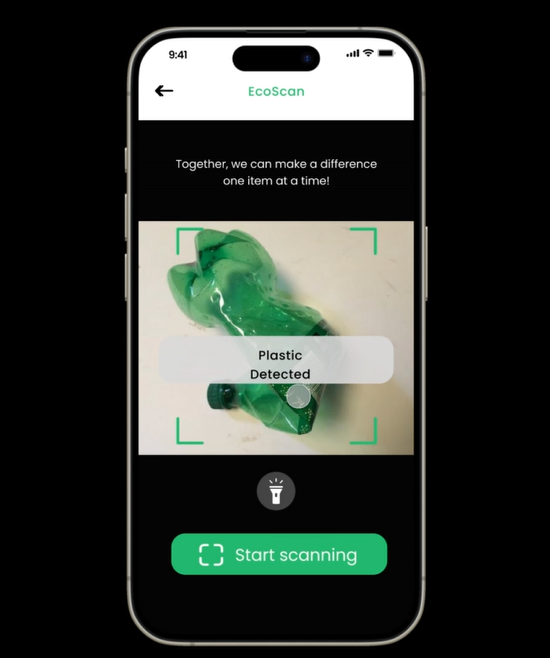 9:41
EcoScan
Together, we can make a difference
one item at a time!
Plastic
Detected
Start scanning